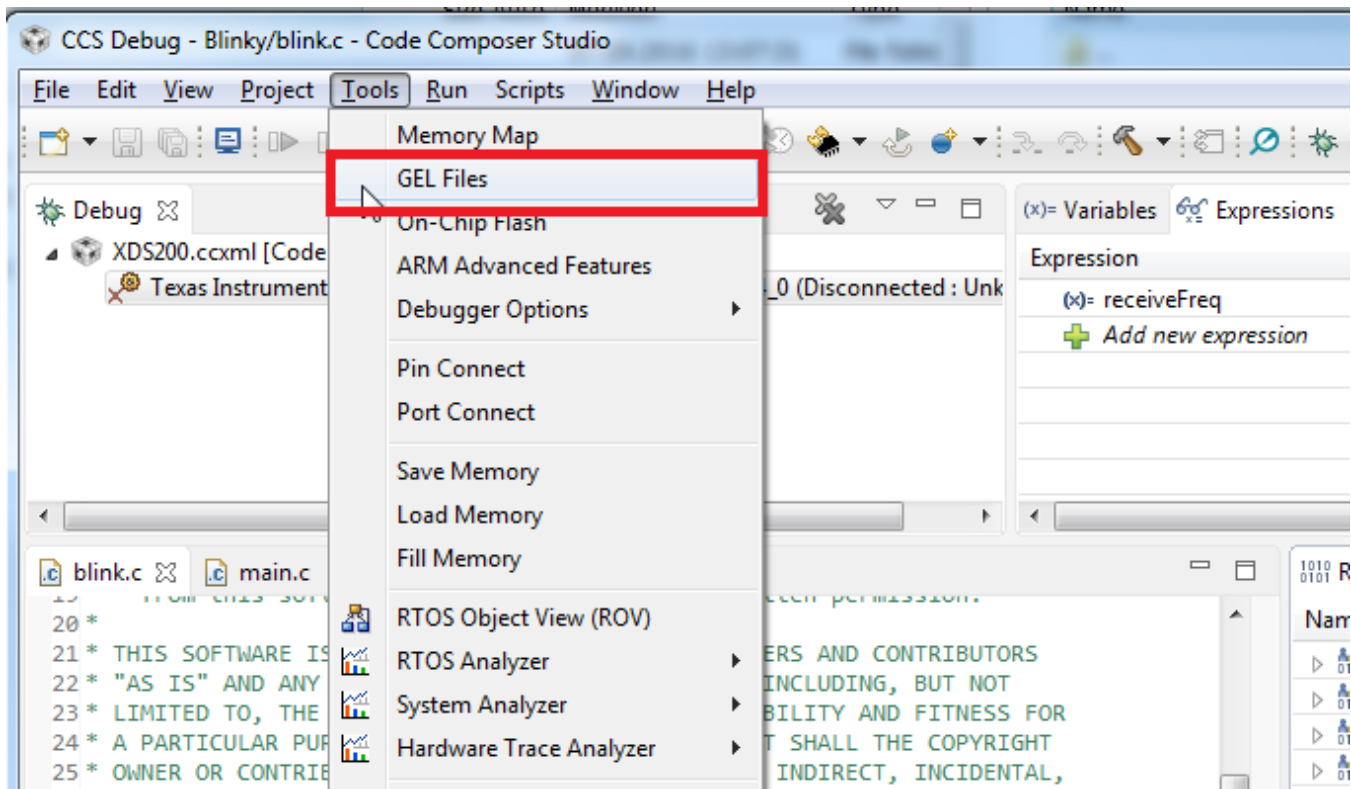 CCS Debug - Blinky/blink.c - Code Composer Studio
File Edit View Project Tools Run Scripts Window Help
Memory Map
GEL Files
On-Chip Flash
ARM Advanced Features
Debugger Options
Pin Connect
Port Connect
Save Memory
Load Memory
Fill Memory
RTOS Object View (ROV)
RTOS Analyzer
System Analyzer
Hardware Trace Analyzer
Debug
XDS200.ccxml [Code
Texas Instrument _0 (Disconnected : Unk
(x)= Variables Expressions
Expression
(x)= receiveFreq
Add new expression
blink.c main.c
20 *
21 * THIS SOFTWARE IS ERS AND CONTRIBUTORS
22 * "AS IS" AND ANY INCLUDING, BUT NOT
23 * LIMITED TO, THE BILITY AND FITNESS FOR
24 * A PARTICULAR PUR T SHALL THE COPYRIGHT
25 * OWNER OR CONTRIB INDIRECT, INCIDENTAL,
1010 0101 R
Nam